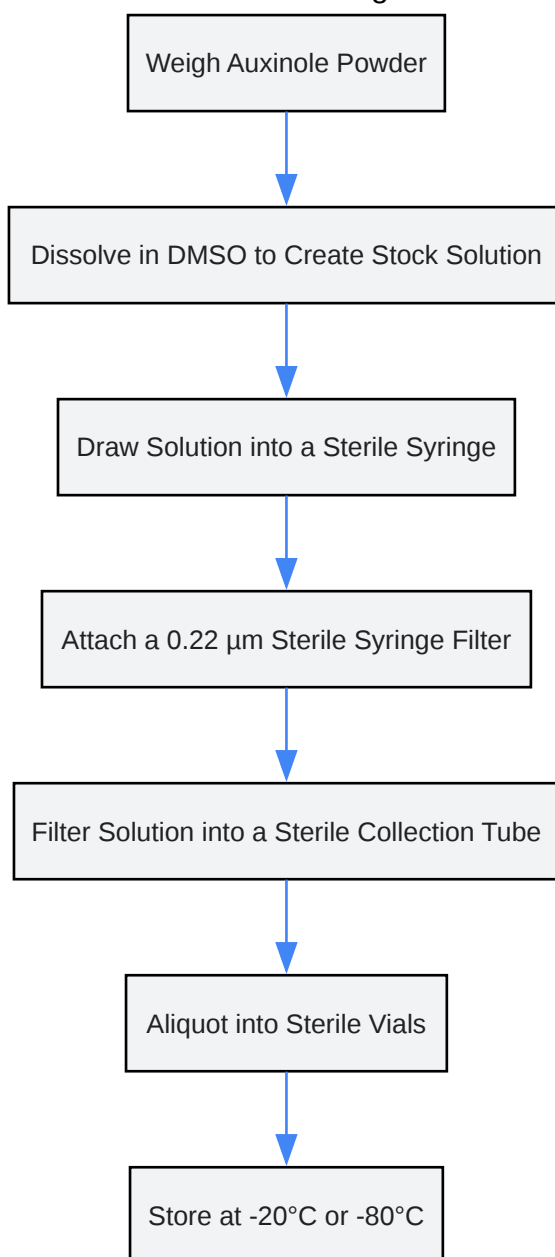 Weigh Auxinole Powder
Dissolve in DMSO to Create Stock Solution
Draw Solution into a Sterile Syringe
Attach a 0.22 µm Sterile Syringe Filter
Filter Solution into a Sterile Collection Tube
Aliquot into Sterile Vials
Store at -20°C or -80°C